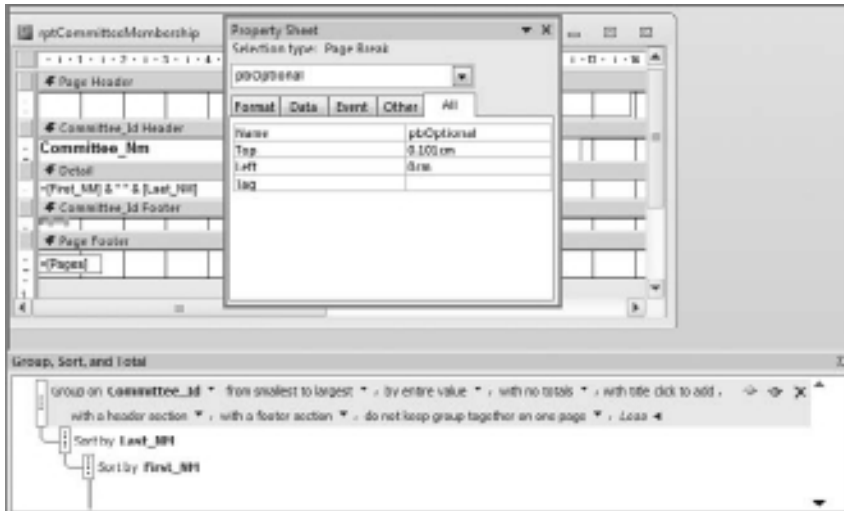 rptCommitteeMembership
Page Header
Committee_Id Header
Committee_Nm
Detail
=[First_NM] & " " & [Last_NM]
Committee_Id Footer
Page Footer
=[Pages]
Property Sheet
Selection type: Page Break
pbOptional
Format Data Event Other All
Name pbOptional
Top 0.101cm
Left 0cm
Tag
Group, Sort, and Total
Group on Committee_Id from smallest to largest , by entire value , with no totals , with title click to add ,
with a header section , with a footer section , do not keep group together on one page , Less
Sort by Last_NM
Sort by First_NM